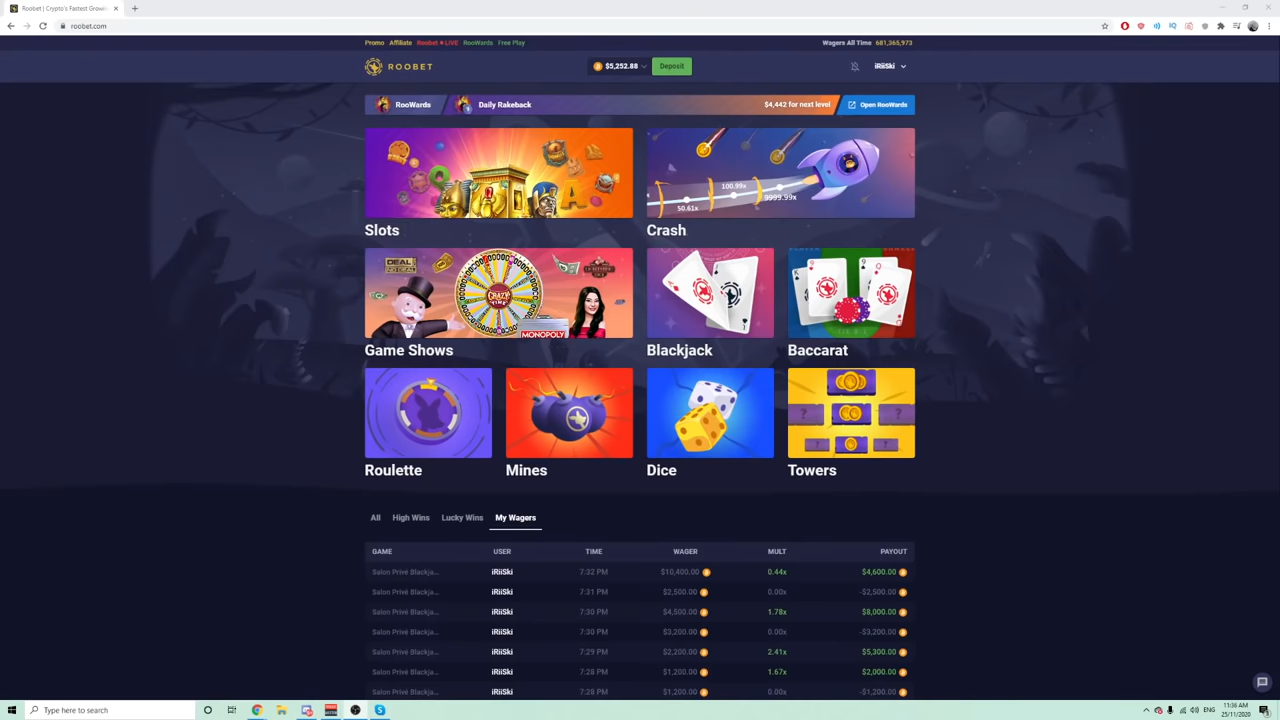 Roobet | Crypto's Fastest Growin
roobet.com
Promo Affiliate Roobet LIVE RooWards Free Play
Wagers All Time 681,365,973
ROOBET
$5,252.88
Deposit
iRiiSki
RooWards
Daily Rakeback
$4,442 for next level
Open RooWards
50.61x
100.99x
9999.99x
Slots
Crash
DEAL NO DEAL
CRAZY TIME
MONOPOLY
Game Shows
Blackjack
Baccarat
Roulette
Mines
Dice
Towers
All High Wins Lucky Wins My Wagers
GAME USER TIME WAGER MULT PAYOUT
Salon Privé Blackja... iRiiSki 7:32 PM $10,400.00 0.44x $4,600.00
Salon Privé Blackja... iRiiSki 7:31 PM $2,500.00 0.00x -$2,500.00
Salon Privé Blackja... iRiiSki 7:30 PM $4,500.00 1.78x $8,000.00
Salon Privé Blackja... iRiiSki 7:30 PM $3,200.00 0.00x -$3,200.00
Salon Privé Blackja... iRiiSki 7:29 PM $2,200.00 2.41x $5,300.00
Salon Privé Blackja... iRiiSki 7:28 PM $1,200.00 1.67x $2,000.00
Salon Privé Blackja... iRiiSki 7:28 PM $1,200.00 0.00x -$1,200.00
Type here to search
ENG
11:36 AM
25/11/2020